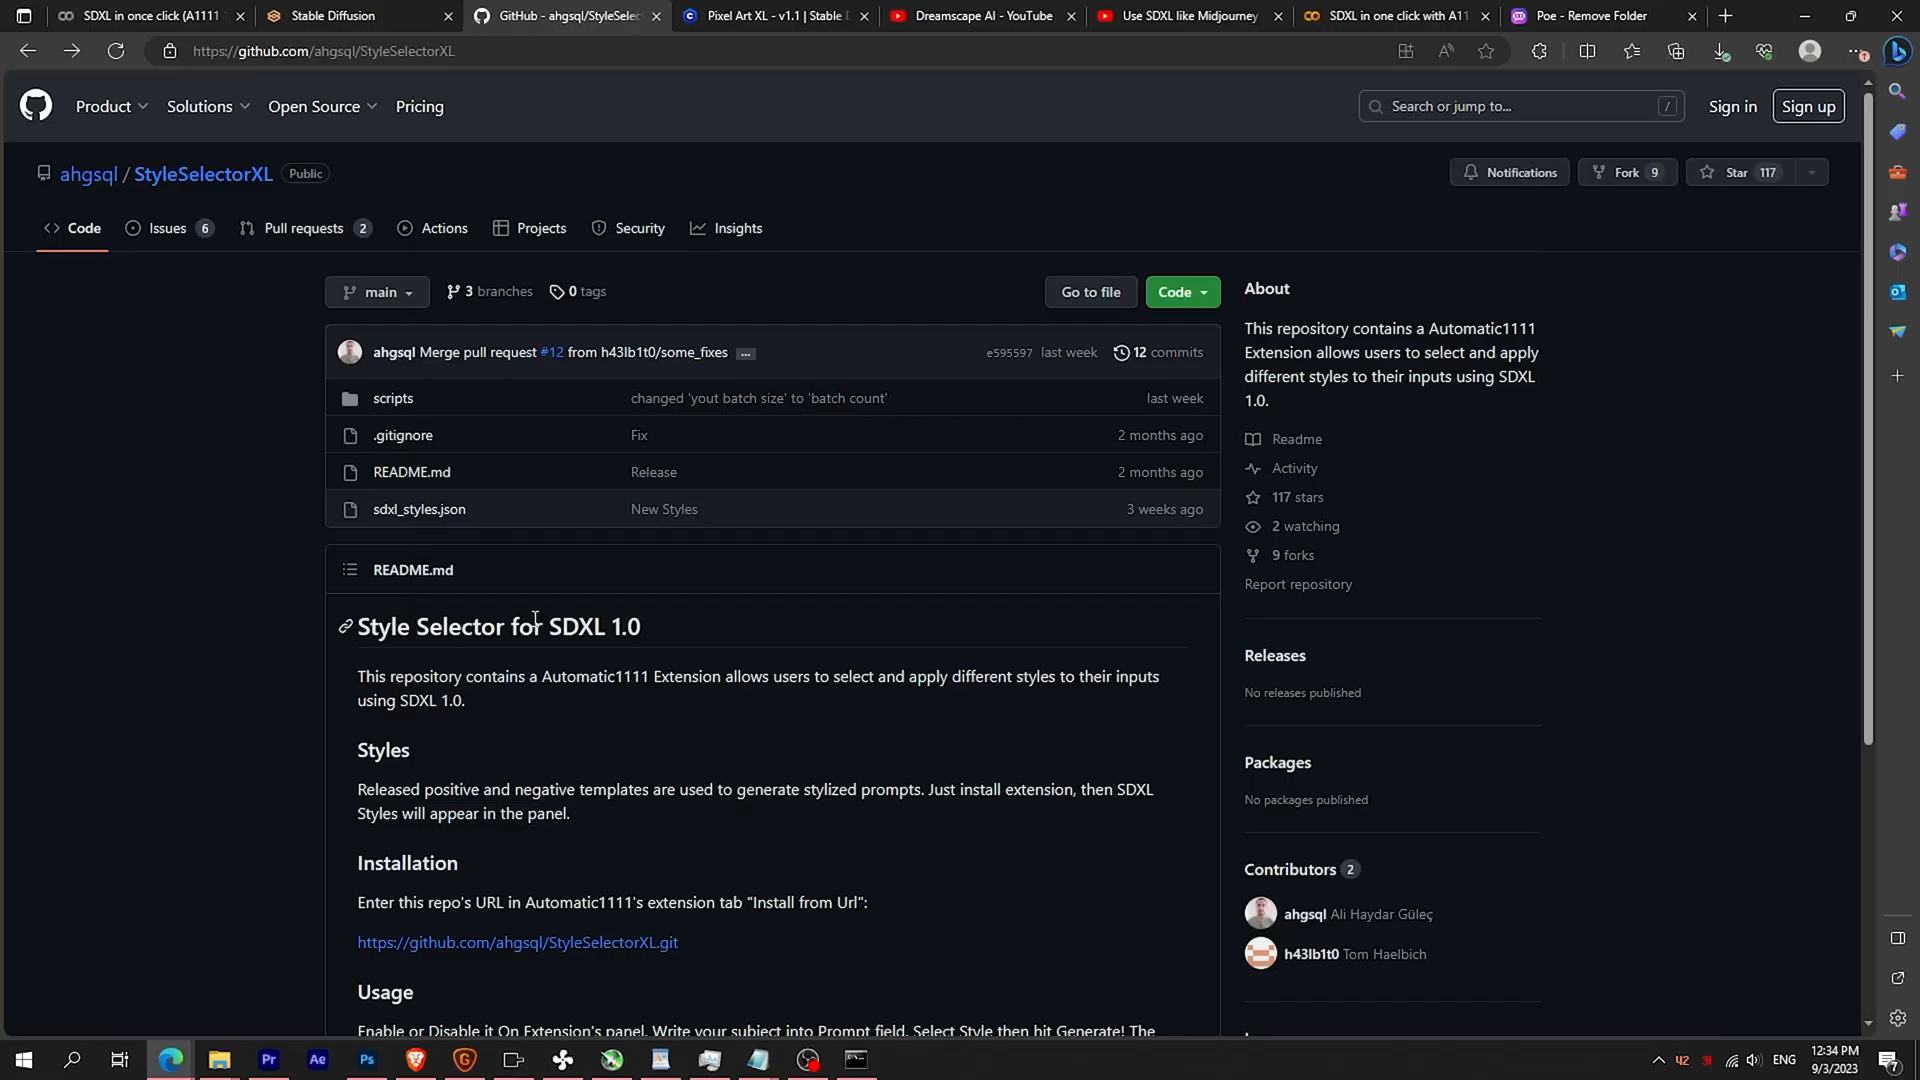 SDXL in once click (A1111
Stable Diffusion
GitHub - ahgsql/StyleSelec
Pixel Art XL - v1.1 | Stable
Dreamscape AI - YouTube
Use SDXL like Midjourney
SDXL in one click with A11
Poe - Remove Folder
https://github.com/ahgsql/StyleSelectorXL
Product
Solutions
Open Source
Pricing
Search or jump to...
/
Sign in
Sign up
ahgsql / StyleSelectorXL
Public
Notifications
Fork 9
Star 117
Code
Issues 6
Pull requests 2
Actions
Projects
Security
Insights
main
3 branches
0 tags
Go to file
Code
About
This repository contains a Automatic1111
Extension allows users to select and apply
different styles to their inputs using SDXL
1.0.
ahgsql Merge pull request #12 from h43lb1t0/some_fixes ...
e595597 last week
12 commits
scripts
changed 'yout batch size' to 'batch count'
last week
.gitignore
Fix
2 months ago
README.md
Release
2 months ago
sdxl_styles.json
New Styles
3 weeks ago
Readme
Activity
117 stars
2 watching
9 forks
Report repository
README.md
Style Selector for SDXL 1.0
This repository contains a Automatic1111 Extension allows users to select and apply different styles to their inputs
using SDXL 1.0.
Styles
Released positive and negative templates are used to generate stylized prompts. Just install extension, then SDXL
Styles will appear in the panel.
Installation
Enter this repo's URL in Automatic1111's extension tab "Install from Url":
https://github.com/ahgsql/StyleSelectorXL.git
Usage
Enable or Disable it On Extension's panel. Write your subject into Prompt field, Select Style then hit Generate! The
Releases
No releases published
Packages
No packages published
Contributors 2
ahgsql Ali Haydar Güleç
h43lb1t0 Tom Haelbich
Pr
Ae
Ps
42
31
ENG
12:34 PM
9/3/2023
7